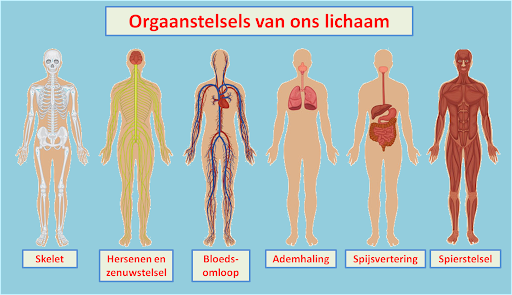 Orgaanstelsels van ons lichaam
Skelet
Hersenen en
zenuwstelsel
Bloeds-
omloop
Ademhaling
Spijsvertering
Spierstelsel